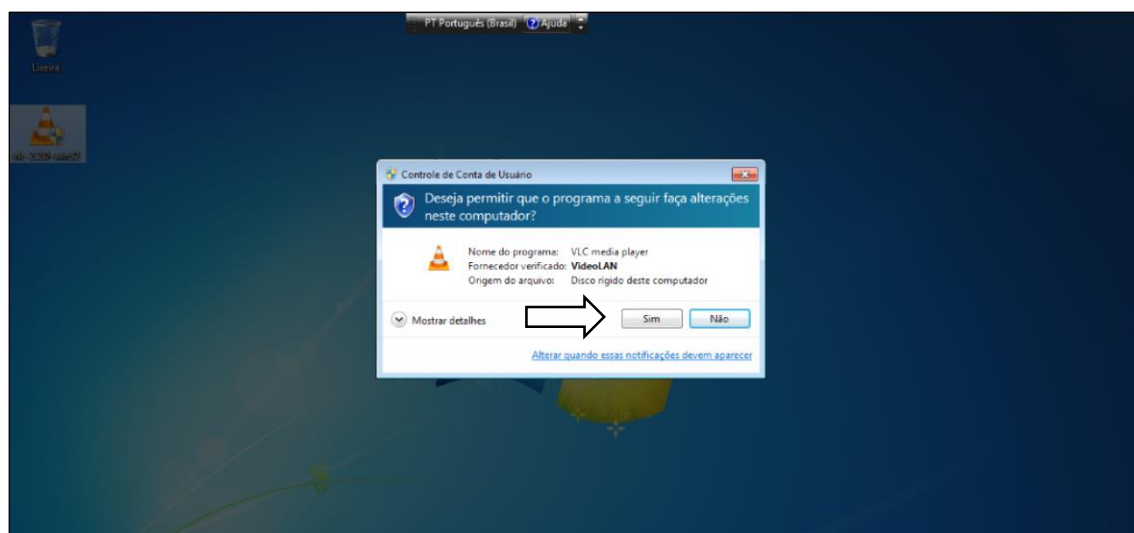 PT Português (Brasil) Ajuda
Lixeira
Controle de Conta de Usuário
Deseja permitir que o programa a seguir faça alterações
neste computador?
Nome do programa: VLC media player
Fornecedor verificado: VideoLAN
Origem do arquivo: Disco rígido deste computador
Mostrar detalhes
Sim
Não
Alterar quando essas notificações devem aparecer